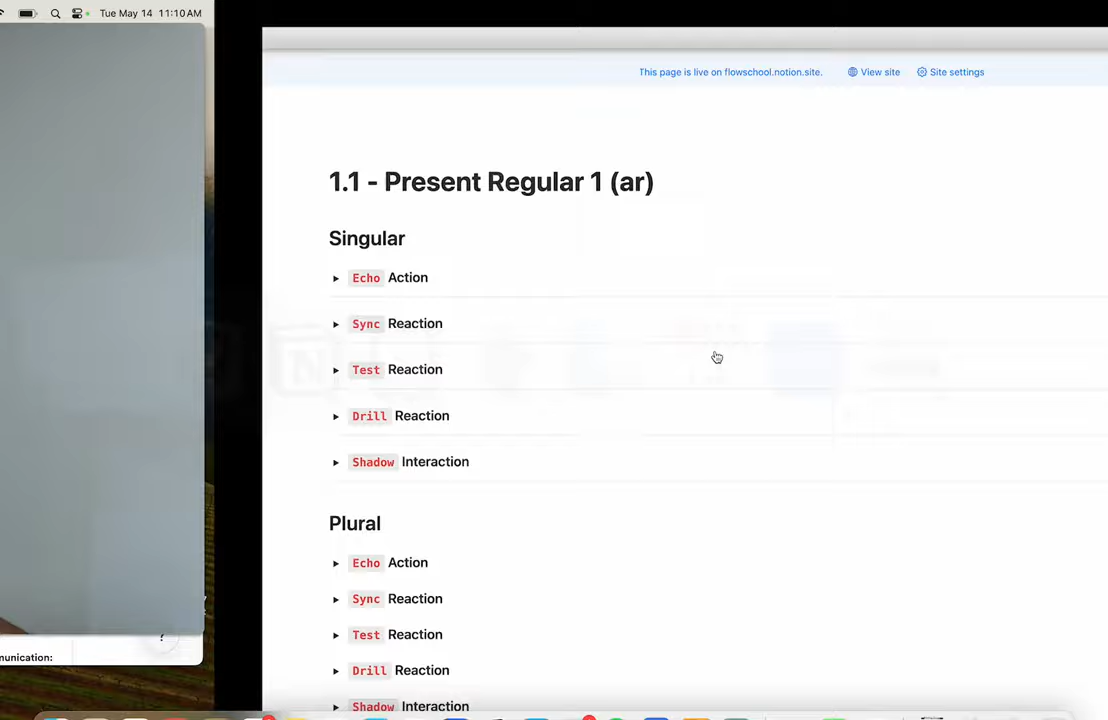 Tue May 14 11:10 AM
This page is live on flowschool.notion.site. View site Site settings
1.1 - Present Regular 1 (ar)
Singular
Echo Action
Sync Reaction
Test Reaction
Drill Reaction
Shadow Interaction
Plural
Echo Action
Sync Reaction
Test Reaction
Drill Reaction
Shadow Interaction
?
munication: